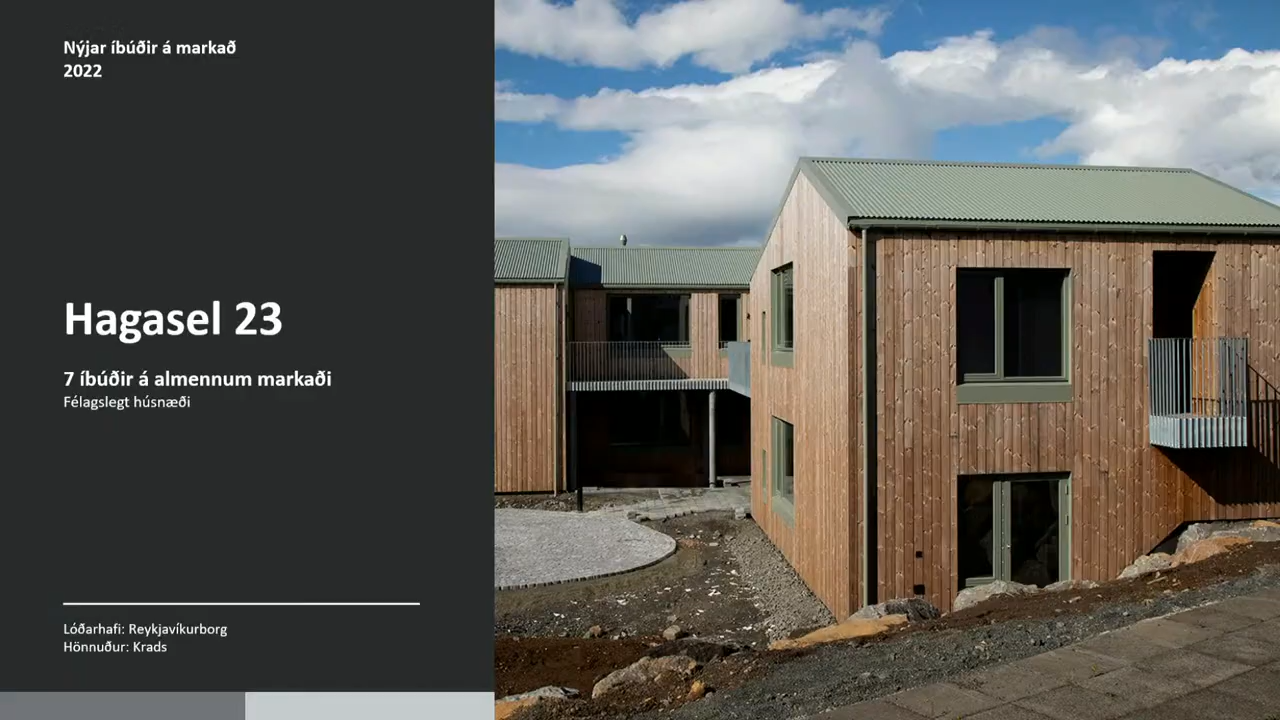 Nýjar íbúðir á markað
2022
Hagasel 23
7 íbúðir á almennum markaði
Félagslegt húsnæði
Lóðarhafi: Reykjavíkurborg
Hönnuður: Krads